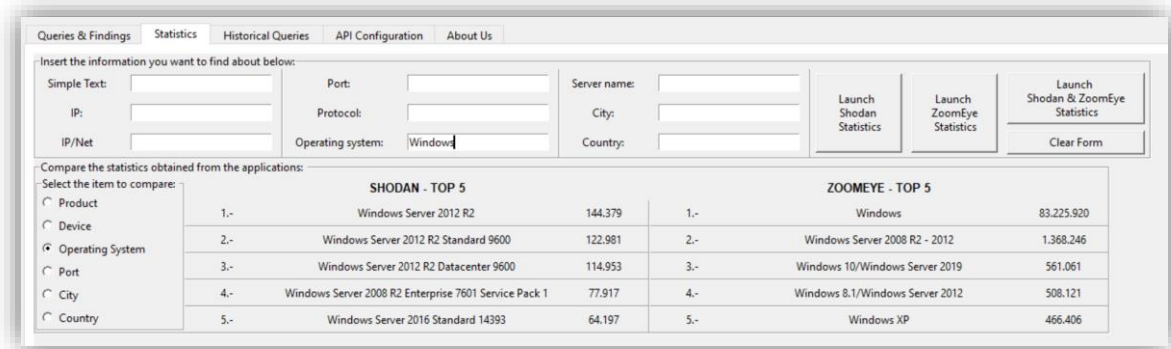 Queries & Findings Statistics Historical Queries API Configuration About Us
Insert the information you want to find about below:
Simple Text: Port: Server name:
IP: Protocol: City:
IP/Net Operating system: Windows Country:
Launch Shodan Statistics
Launch ZoomEye Statistics
Launch Shodan & ZoomEye Statistics
Clear Form
Compare the statistics obtained from the applications:
Select the item to compare:
Product
Device
Operating System
Port
City
Country
SHODAN - TOP 5 ZOOMEYE - TOP 5
1.- Windows Server 2012 R2 144.379 1.- Windows 83.225.920
2.- Windows Server 2012 R2 Standard 9600 122.981 2.- Windows Server 2008 R2 - 2012 1.368.246
3.- Windows Server 2012 R2 Datacenter 9600 114.953 3.- Windows 10/Windows Server 2019 561.061
4.- Windows Server 2008 R2 Enterprise 7601 Service Pack 1 77.917 4.- Windows 8.1/Windows Server 2012 508.121
5.- Windows Server 2016 Standard 14393 64.197 5.- Windows XP 466.406